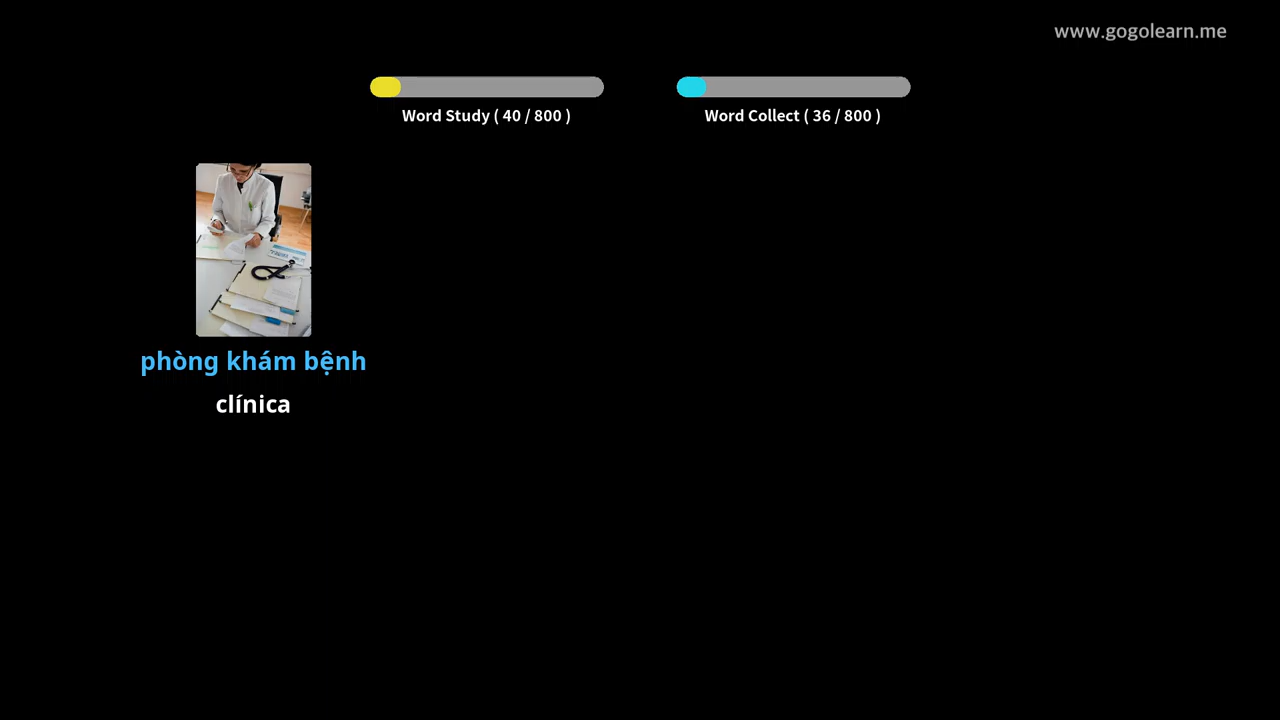 www.gogolearn.me
Word Study ( 40 / 800 )
Word Collect ( 36 / 800 )
phòng khám bệnh
clínica